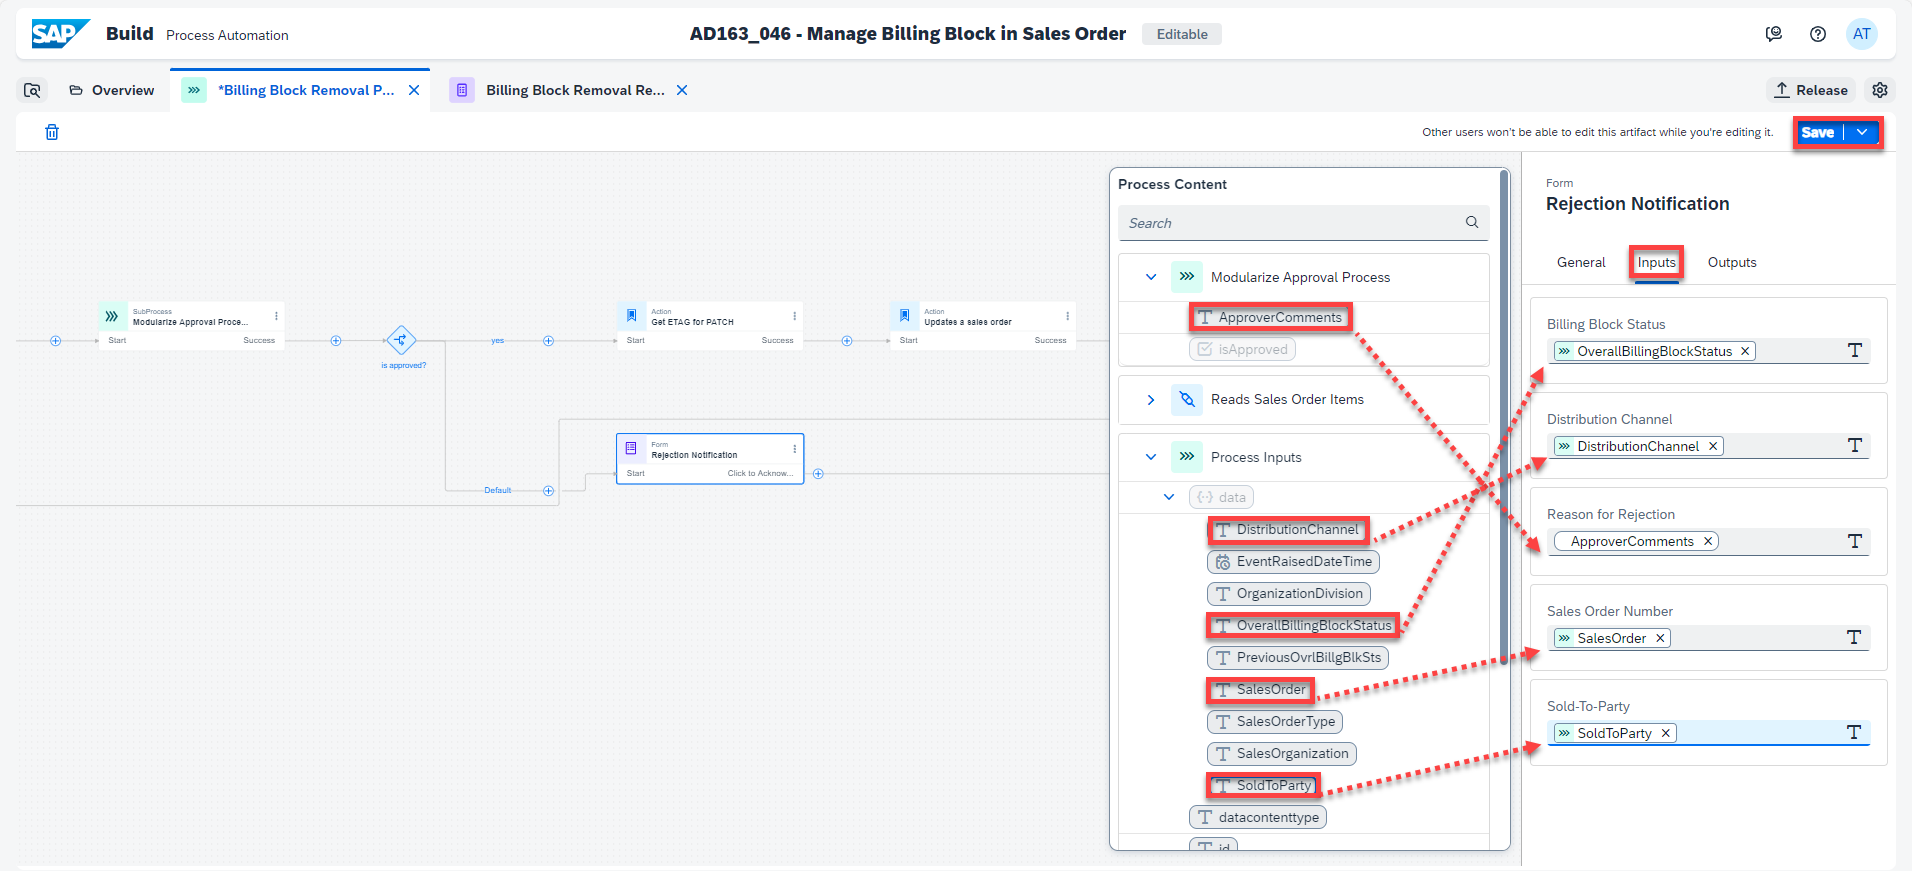 SAP Build Process Automation
AD163_046 - Manage Billing Block in Sales Order Editable
AT
Overview
*Billing Block Removal P...
Billing Block Removal Re...
Release
Other users won't be able to edit this artifact while you're editing it.
Save
SubProcess
Modularize Approval Proce...
Start Success
is approved?
yes
Action
Get ETAG for PATCH
Start Success
Action
Updates a sales order
Start Success
Default
Form
Rejection Notification
Start Click to Acknow...
Process Content
Search
Modularize Approval Process
ApproverComments
isApproved
Reads Sales Order Items
Process Inputs
data
DistributionChannel
EventRaisedDateTime
OrganizationDivision
OverallBillingBlockStatus
PreviousOvrlBillgBlkSts
SalesOrder
SalesOrderType
SalesOrganization
SoldToParty
datacontenttype
id
Form
Rejection Notification
General Inputs Outputs
Billing Block Status
OverallBillingBlockStatus
Distribution Channel
DistributionChannel
Reason for Rejection
ApproverComments
Sales Order Number
SalesOrder
Sold-To-Party
SoldToParty